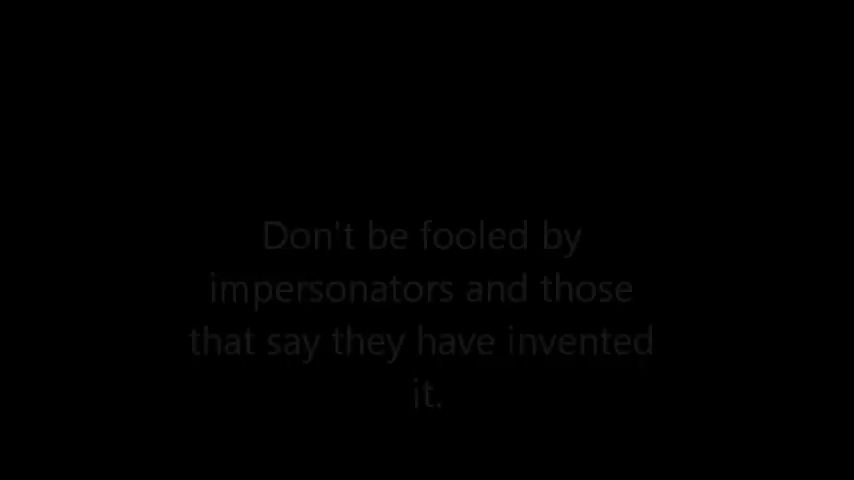 Don't be fooled by
impersonators and those
that say they have invented
it.